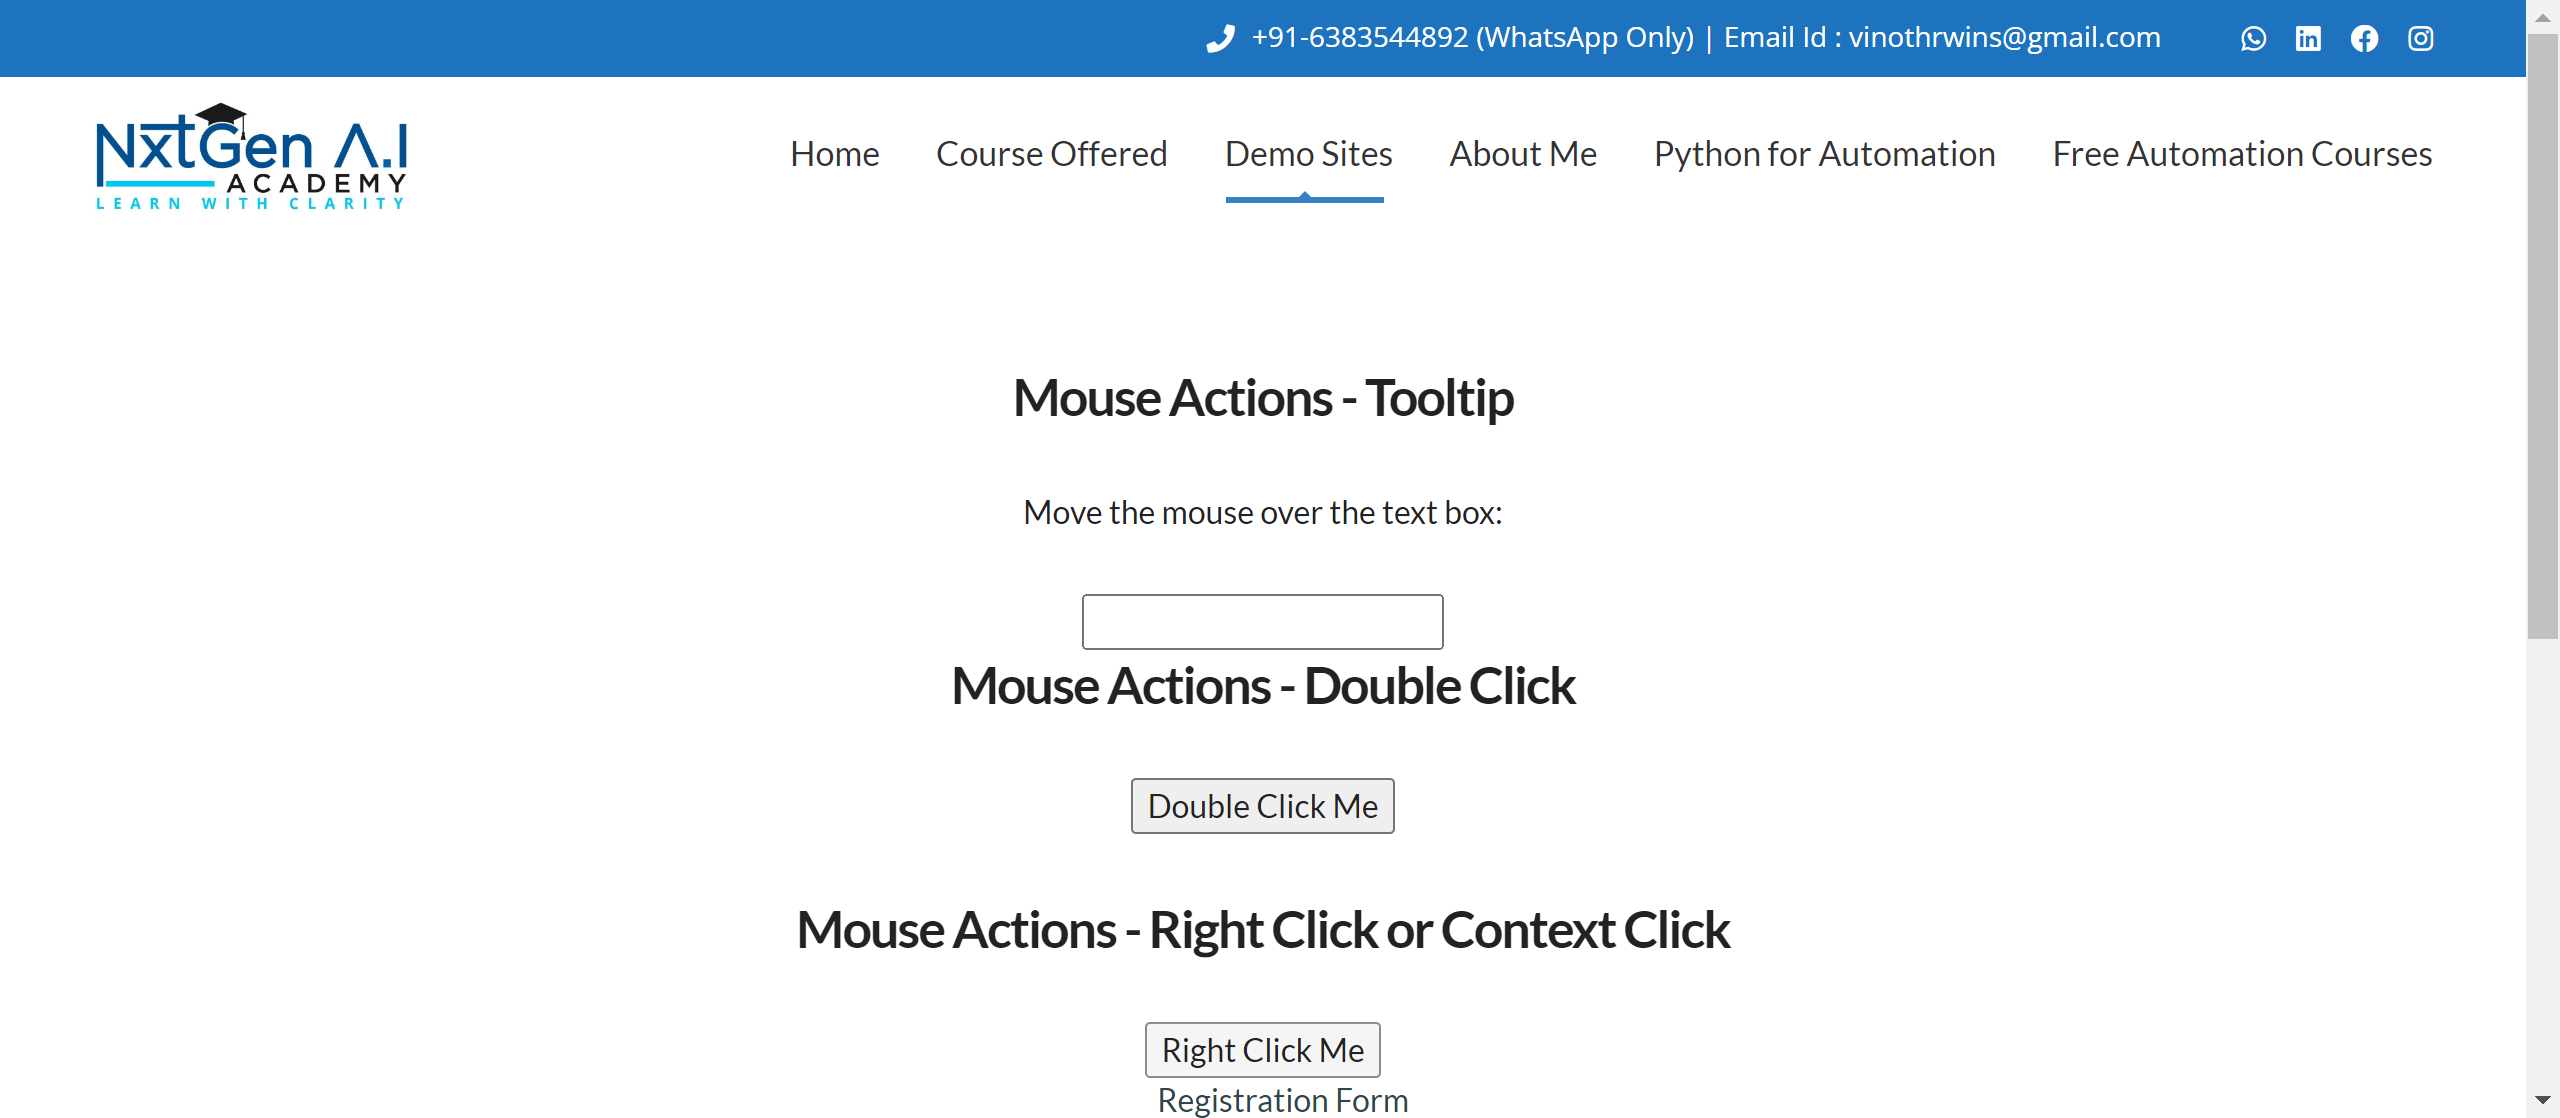 +91-6383544892 (WhatsApp Only) | Email Id : vinothrwins@gmail.com
NxtGen A.I
ACADEMY
LEARN WITH CLARITY
Home Course Offered Demo Sites About Me Python for Automation Free Automation Courses
Mouse Actions - Tooltip
Move the mouse over the text box:
Mouse Actions - Double Click
Double Click Me
Mouse Actions - Right Click or Context Click
Right Click Me
Registration Form